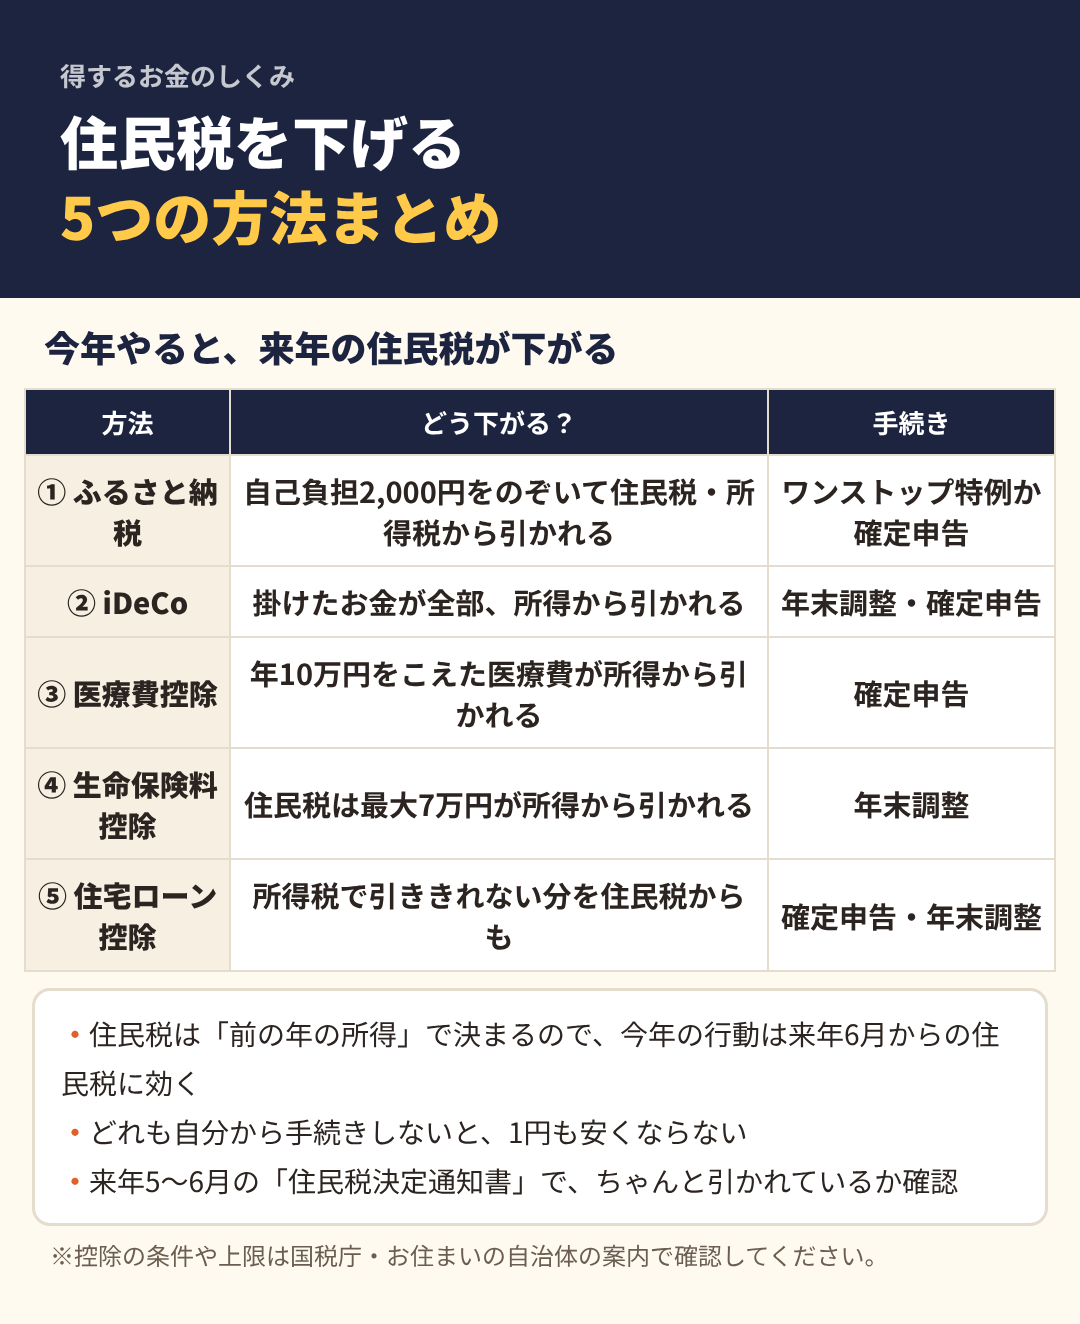 得するお金のしくみ
住民税を下げる
5つの方法まとめ
今年やると、来年の住民税が下がる
方法
どう下がる？
手続き
① ふるさと納
税
自己負担2,000円をのぞいて住民税・所
得税から引かれる
ワンストップ特例か
確定申告
② iDeCo
掛けたお金が全部、所得から引かれる
年末調整・確定申告
③ 医療費控除
年10万円をこえた医療費が所得から引
かれる
確定申告
④ 生命保険料
控除
住民税は最大7万円が所得から引かれる
年末調整
⑤ 住宅ローン
控除
所得税で引ききれない分を住民税から
も
確定申告・年末調整
・住民税は「前の年の所得」で決まるので、今年の行動は来年6月からの住
民税に効く
・どれも自分から手続きしないと、1円も安くならない
・来年5〜6月の「住民税決定通知書」で、ちゃんと引かれているか確認
※控除の条件や上限は国税庁・お住まいの自治体の案内で確認してください。